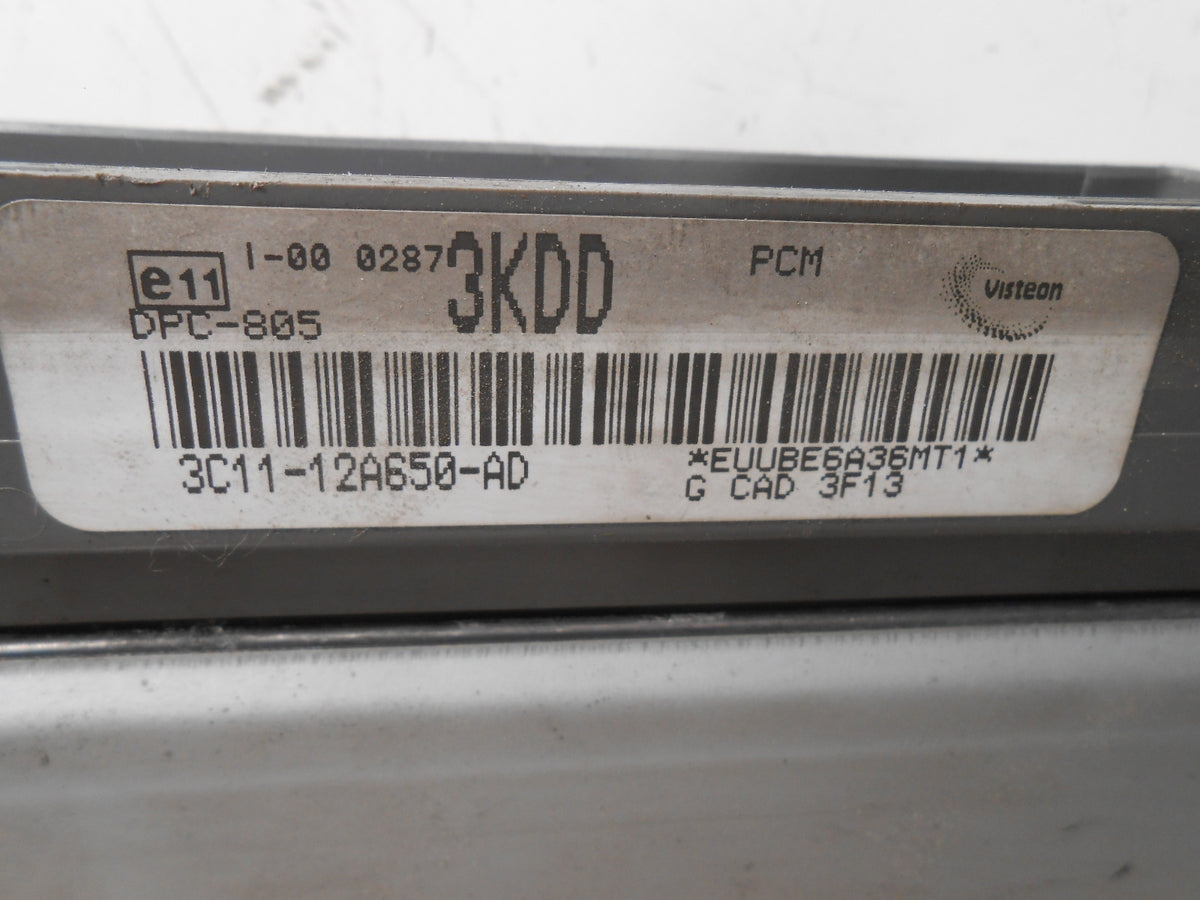 e11 I-00 0287 3KDD PCM Visteon
DPC-805
3C11-12A650-AD *EUUBE6A36MT1*
G CAD 3F13